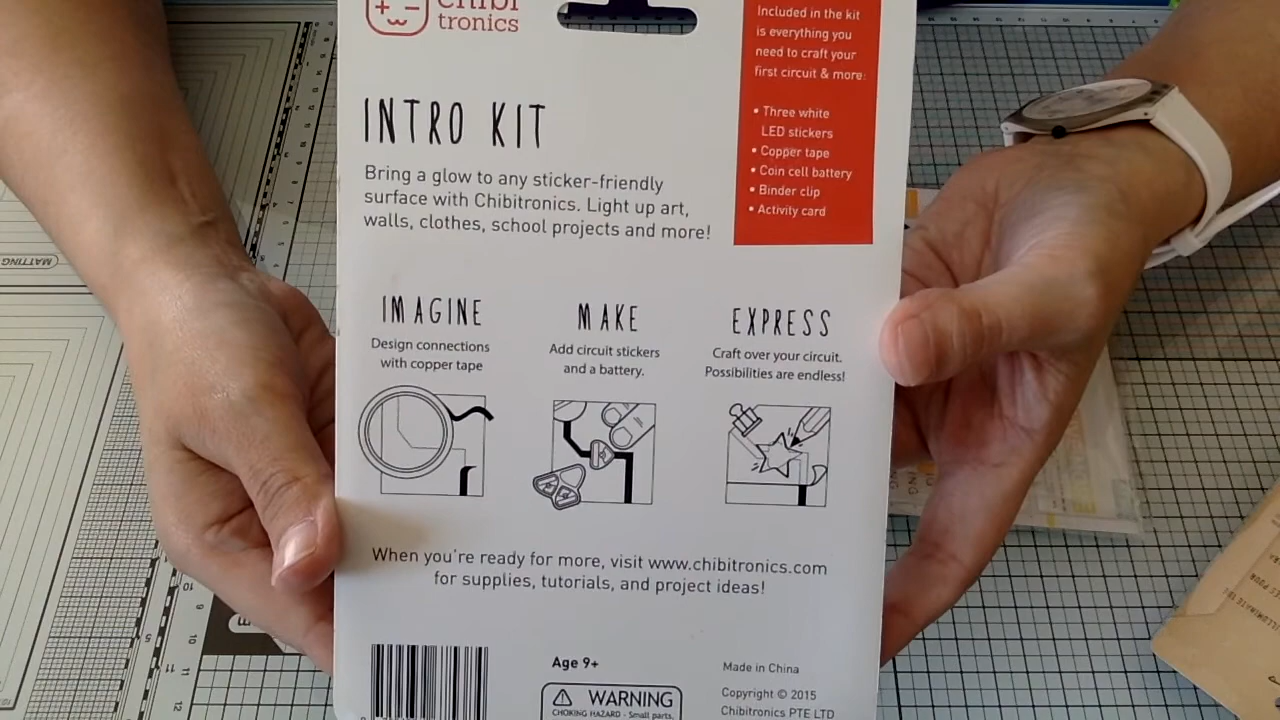 chibi
tronics
Included in the kit
is everything you
need to craft your
first circuit & more:
• Three white
LED stickers
• Copper tape
• Coin cell battery
• Binder clip
• Activity card
INTRO KIT
Bring a glow to any sticker-friendly
surface with Chibitronics. Light up art,
walls, clothes, school projects and more!
IMAGINE
Design connections
with copper tape
MAKE
Add circuit stickers
and a battery.
EXPRESS
Craft over your circuit.
Possibilities are endless!
When you're ready for more, visit www.chibitronics.com
for supplies, tutorials, and project ideas!
Age 9+
WARNING
CHOKING HAZARD - Small parts.
Made in China
Copyright © 2015
Chibitronics PTE LTD
MATTING